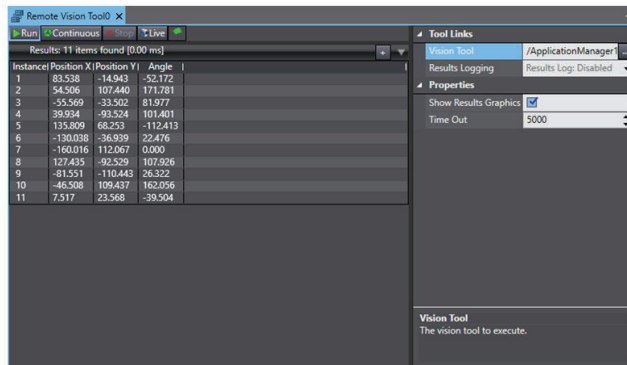 Remote Vision Tool0 X
Run Continuous Stop Live
Results: 11 items found [0.00 ms] +
Instance Position X Position Y Angle
1 83.538 -14.943 -52.172
2 54.506 107.440 171.781
3 -55.569 -33.502 81.977
4 39.934 -93.524 101.401
5 135.809 68.253 -112.413
6 -130.038 -36.939 22.476
7 -160.016 112.067 0.000
8 127.435 -92.529 107.926
9 -81.551 -110.443 26.322
10 -46.508 109.437 162.056
11 7.517 23.568 -39.504
Tool Links
Vision Tool /ApplicationManager1 ...
Results Logging Results Log: Disabled
Properties
Show Results Graphics
Time Out 5000
Vision Tool
The vision tool to execute.